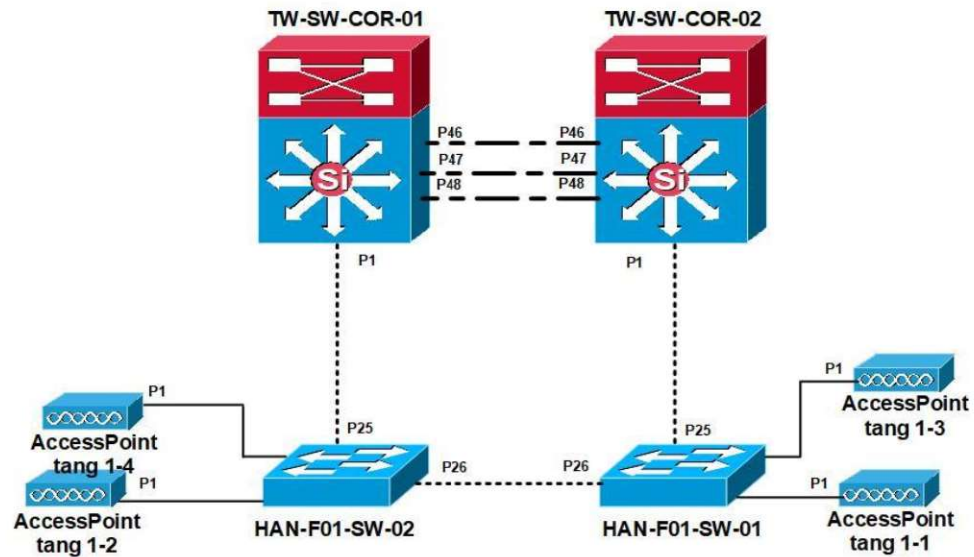 TW-SW-COR-01
TW-SW-COR-02
P46
P46
P47
P47
P48
P48
Si
Si
P1
P1
P1
P1
AccessPoint
tang 1-4
AccessPoint
tang 1-3
P25
P25
P26
P26
P1
P1
AccessPoint
tang 1-2
HAN-F01-SW-02
HAN-F01-SW-01
AccessPoint
tang 1-1